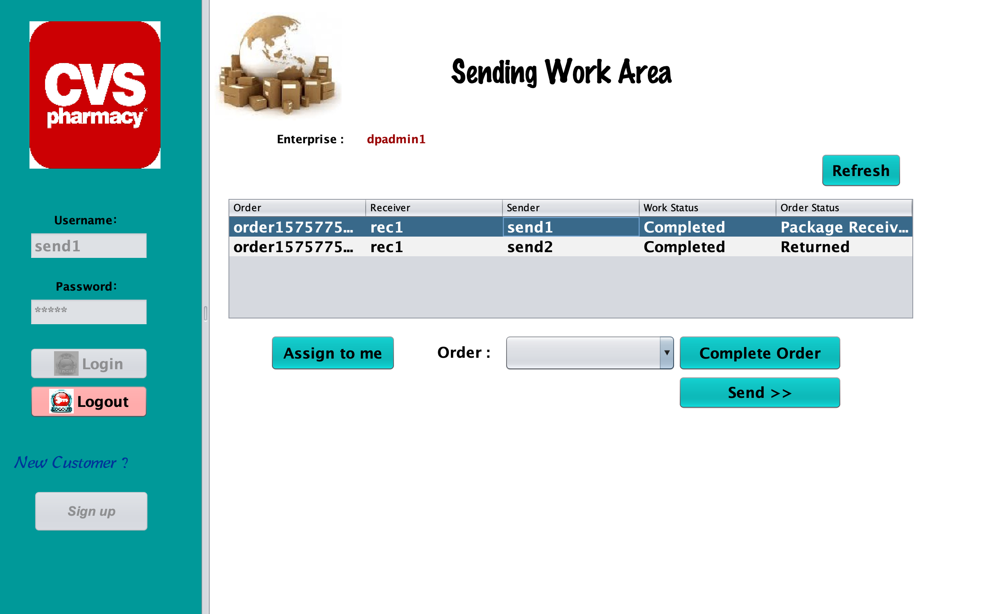 CVS
pharmacy
Username:
send1
Password:
*****
LOGIN
Login
LOGOUT
Logout
New Customer ?
Sign up
Sending Work Area
Enterprise : dpadmin1
Refresh
Order Receiver Sender Work Status Order Status
order1575775... rec1 send1 Completed Package Receiv...
order1575775... rec1 send2 Completed Returned
Assign to me Order : Complete Order
Send >>